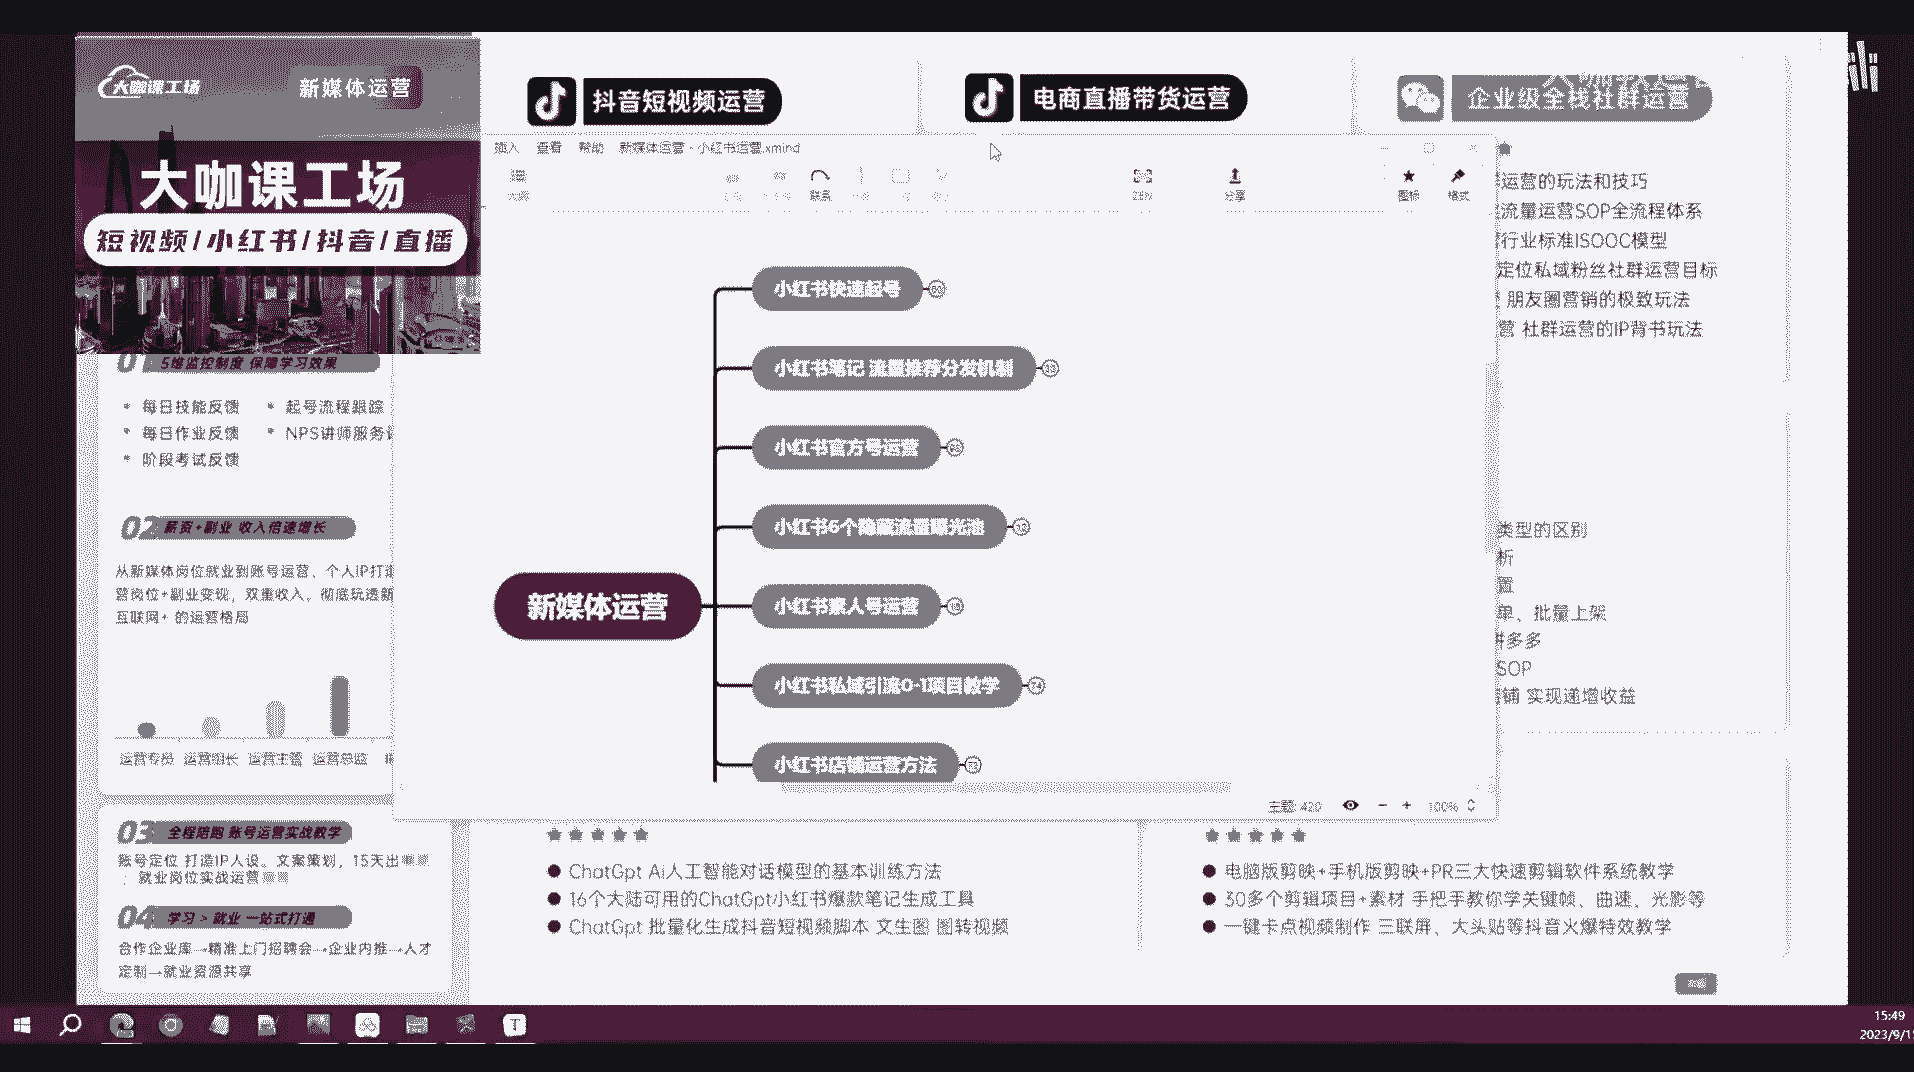 大咖课工场
新媒体运营
大咖课工场
短视频/小红书/抖音/直播
抖音短视频运营
电商直播带货运营
企业级全栈社群运营
插入 查看 帮助 新媒体运营 - 小红书运营.xmind
大纲
联系
ZEN
分享
图标
格式
新媒体运营
小红书快速起号
小红书笔记 流量推荐分发机制
小红书官方号运营
小红书6个隐藏流量曝光池
小红书素人号运营
小红书私域引流0-1项目教学
小红书店铺运营方法
主题: 420
100%
运营的玩法和技巧
流量运营SOP全流程体系
行业标准ISOOC模型
定位私域粉丝社群运营目标
朋友圈营销的极致玩法
营 社群运营的IP背书玩法
类型的区别
析
置
单、批量上架
拼多多
SOP
铺 实现递增收益
01 5维监控制度 保障学习效果
每日技能反馈
起号流程跟踪
每日作业反馈
NPS讲师服务
阶段考试反馈
02 薪资+副业 收入倍速增长
从新媒体岗位就业到账号运营、个人IP打造
营岗位+副业变现，双重收入。彻底玩透新
互联网+ 的运营格局
运营专员 运营组长 运营主管 运营总监
03 全程陪跑 账号运营实战教学
账号定位 打造IP人设。文案策划，15天出
就业岗位实战运营
04 学习 > 就业 一站式打通
合作企业库→精准上门招聘会→企业内推→人才
定制→就业资源共享
ChatGpt Ai人工智能对话模型的基本训练方法
16个大陆可用的ChatGpt小红书爆款笔记生成工具
ChatGpt 批量化生成抖音短视频脚本 文生图 图转视频
电脑版剪映+手机版剪映+PR三大快速剪辑软件系统教学
30多个剪辑项目+素材 手把手教你学关键帧、曲速、光影等
一键卡点视频制作 三联屏、大头贴等抖音火爆特效教学
15:49
2023/9/1